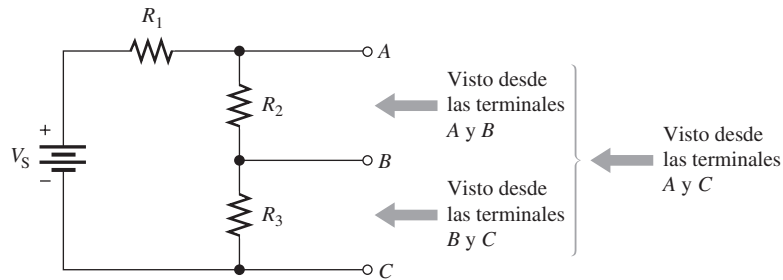 R1
A
Visto desde
las terminales
A y B
R2
+
VS
−
B
Visto desde
las terminales
A y C
Visto desde
las terminales
B y C
R3
C